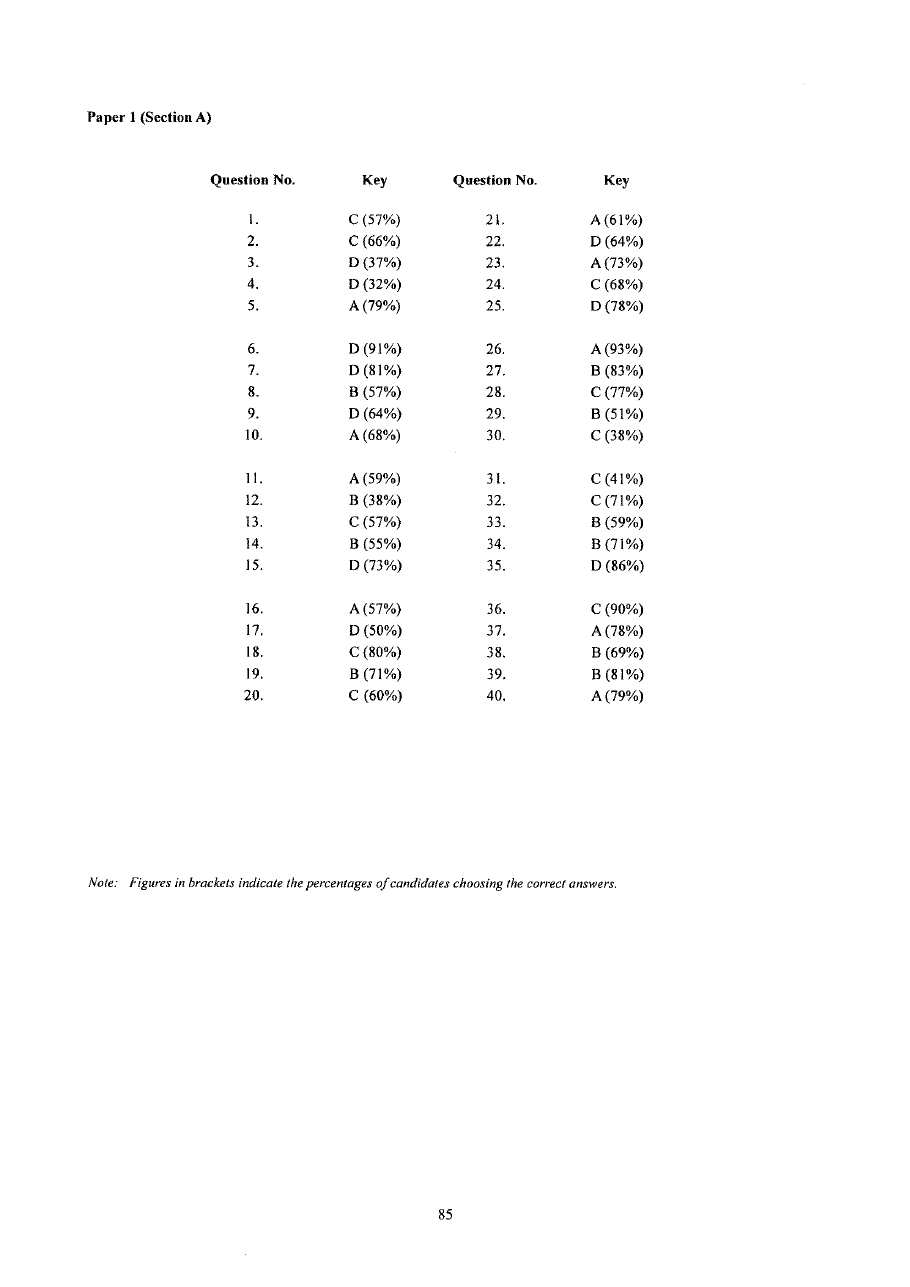 Paper 1 (Section A)
Question No. Key Question No. Key
1. C (57%) 21. A (61%)
2. C (66%) 22. D (64%)
3. D (37%) 23. A (73%)
4. D (32%) 24. C (68%)
5. A (79%) 25. D (78%)
6. D (91%) 26. A (93%)
7. D (81%) 27. B (83%)
8. B (57%) 28. C (77%)
9. D (64%) 29. B (51%)
10. A (68%) 30. C (38%)
11. A (59%) 31. C (41%)
12. B (38%) 32. C (71%)
13. C (57%) 33. B (59%)
14. B (55%) 34. B (71%)
15. D (73%) 35. D (86%)
16. A (57%) 36. C (90%)
17. D (50%) 37. A (78%)
18. C (80%) 38. B (69%)
19. B (71%) 39. B (81%)
20. C (60%) 40. A (79%)
Note: Figures in brackets indicate the percentages of candidates choosing the correct answers.
85